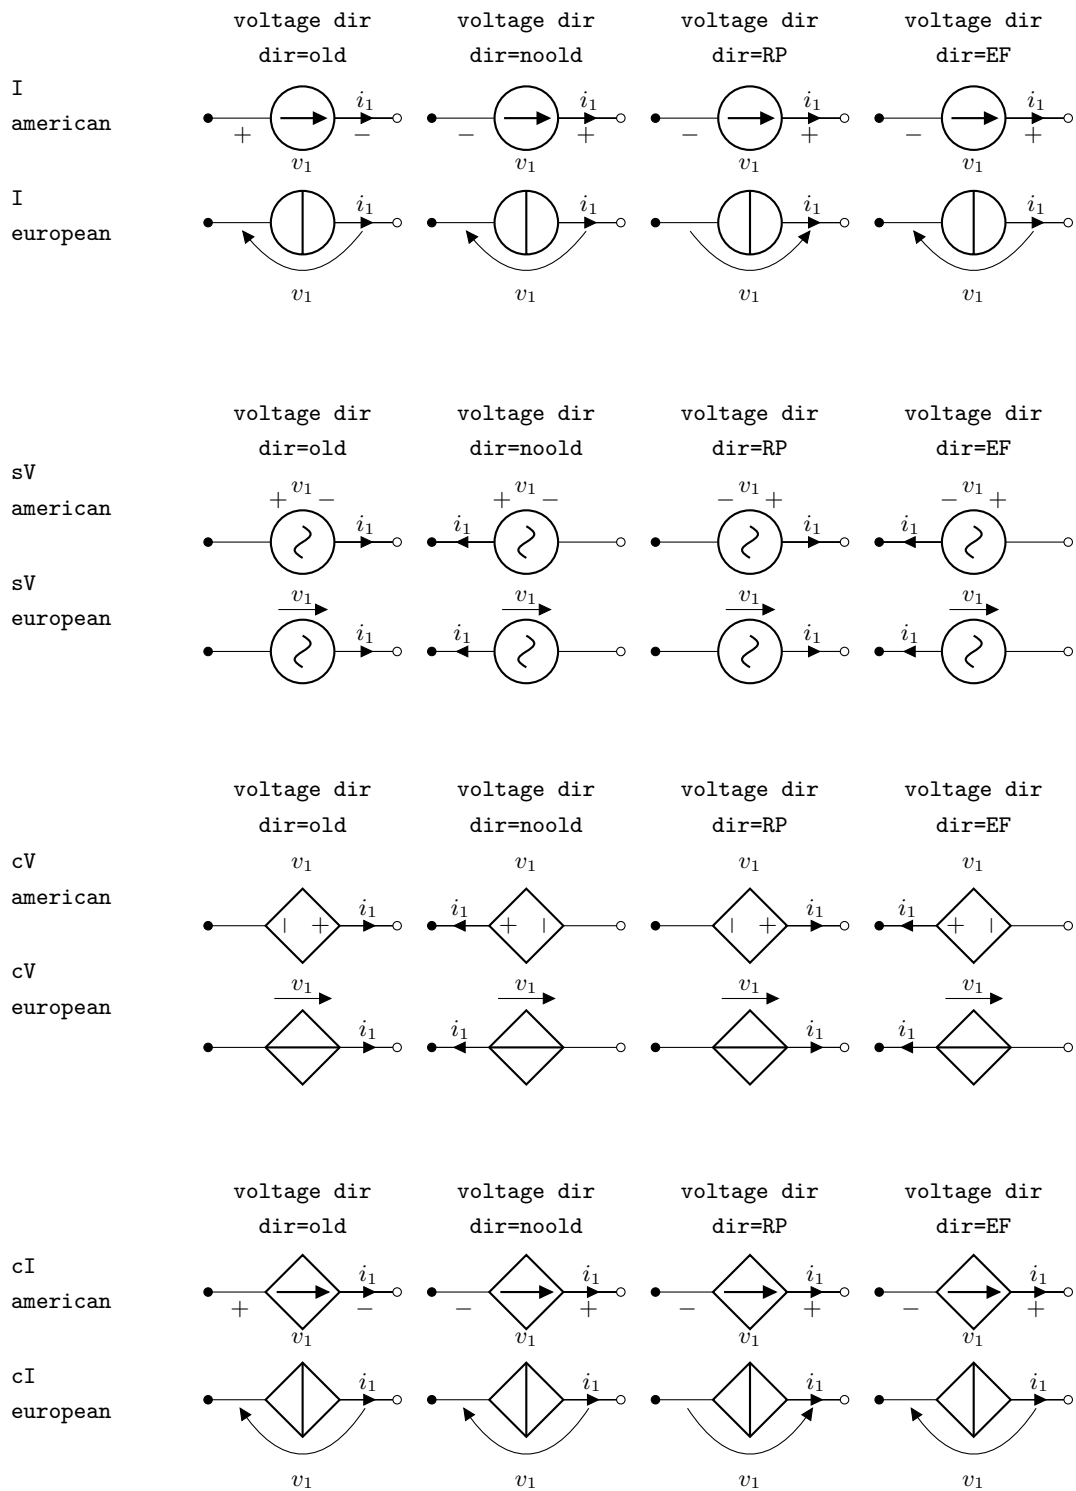 voltage dir voltage dir voltage dir voltage dir
dir=old dir=noold dir=RP dir=EF
I
american
i1 i1 i1 i1
+ − − + − + − +
v1 v1 v1 v1
I
european
i1 i1 i1 i1
v1 v1 v1 v1
voltage dir voltage dir voltage dir voltage dir
dir=old dir=noold dir=RP dir=EF
sV
american
+ v1 − + v1 − − v1 + − v1 +
i1 i1 i1 i1
sV
european
v1 v1 v1 v1
i1 i1 i1 i1
voltage dir voltage dir voltage dir voltage dir
dir=old dir=noold dir=RP dir=EF
cV
american
v1 v1 v1 v1
i1 i1 i1 i1
− + + − − + + −
cV
european
v1 v1 v1 v1
i1 i1 i1 i1
voltage dir voltage dir voltage dir voltage dir
dir=old dir=noold dir=RP dir=EF
cI
american
i1 i1 i1 i1
+ − − + − + − +
v1 v1 v1 v1
cI
european
i1 i1 i1 i1
v1 v1 v1 v1